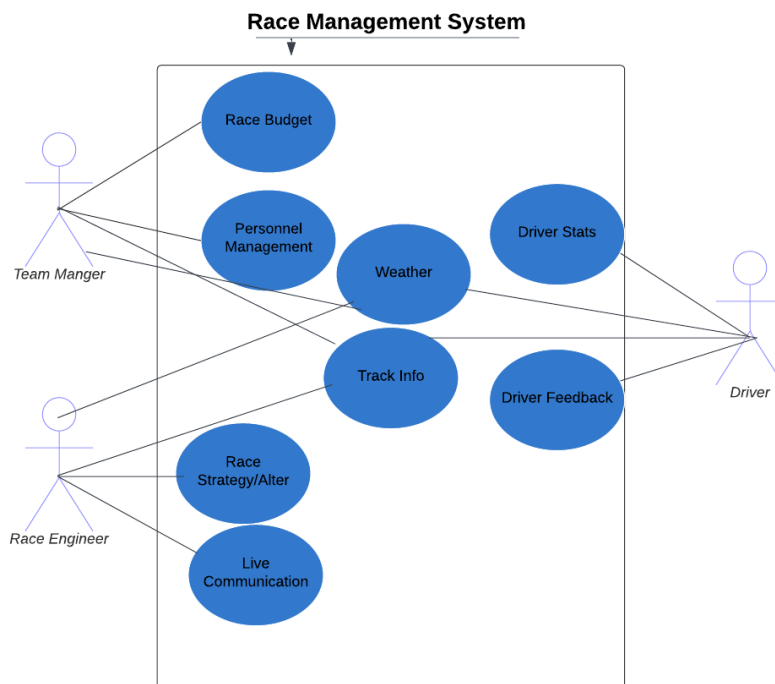 Race Management System
Race Budget
Personnel
Management
Weather
Driver Stats
Team Manger
Track Info
Driver Feedback
Driver
Race
Strategy/Alter
Race Engineer
Live
Communication